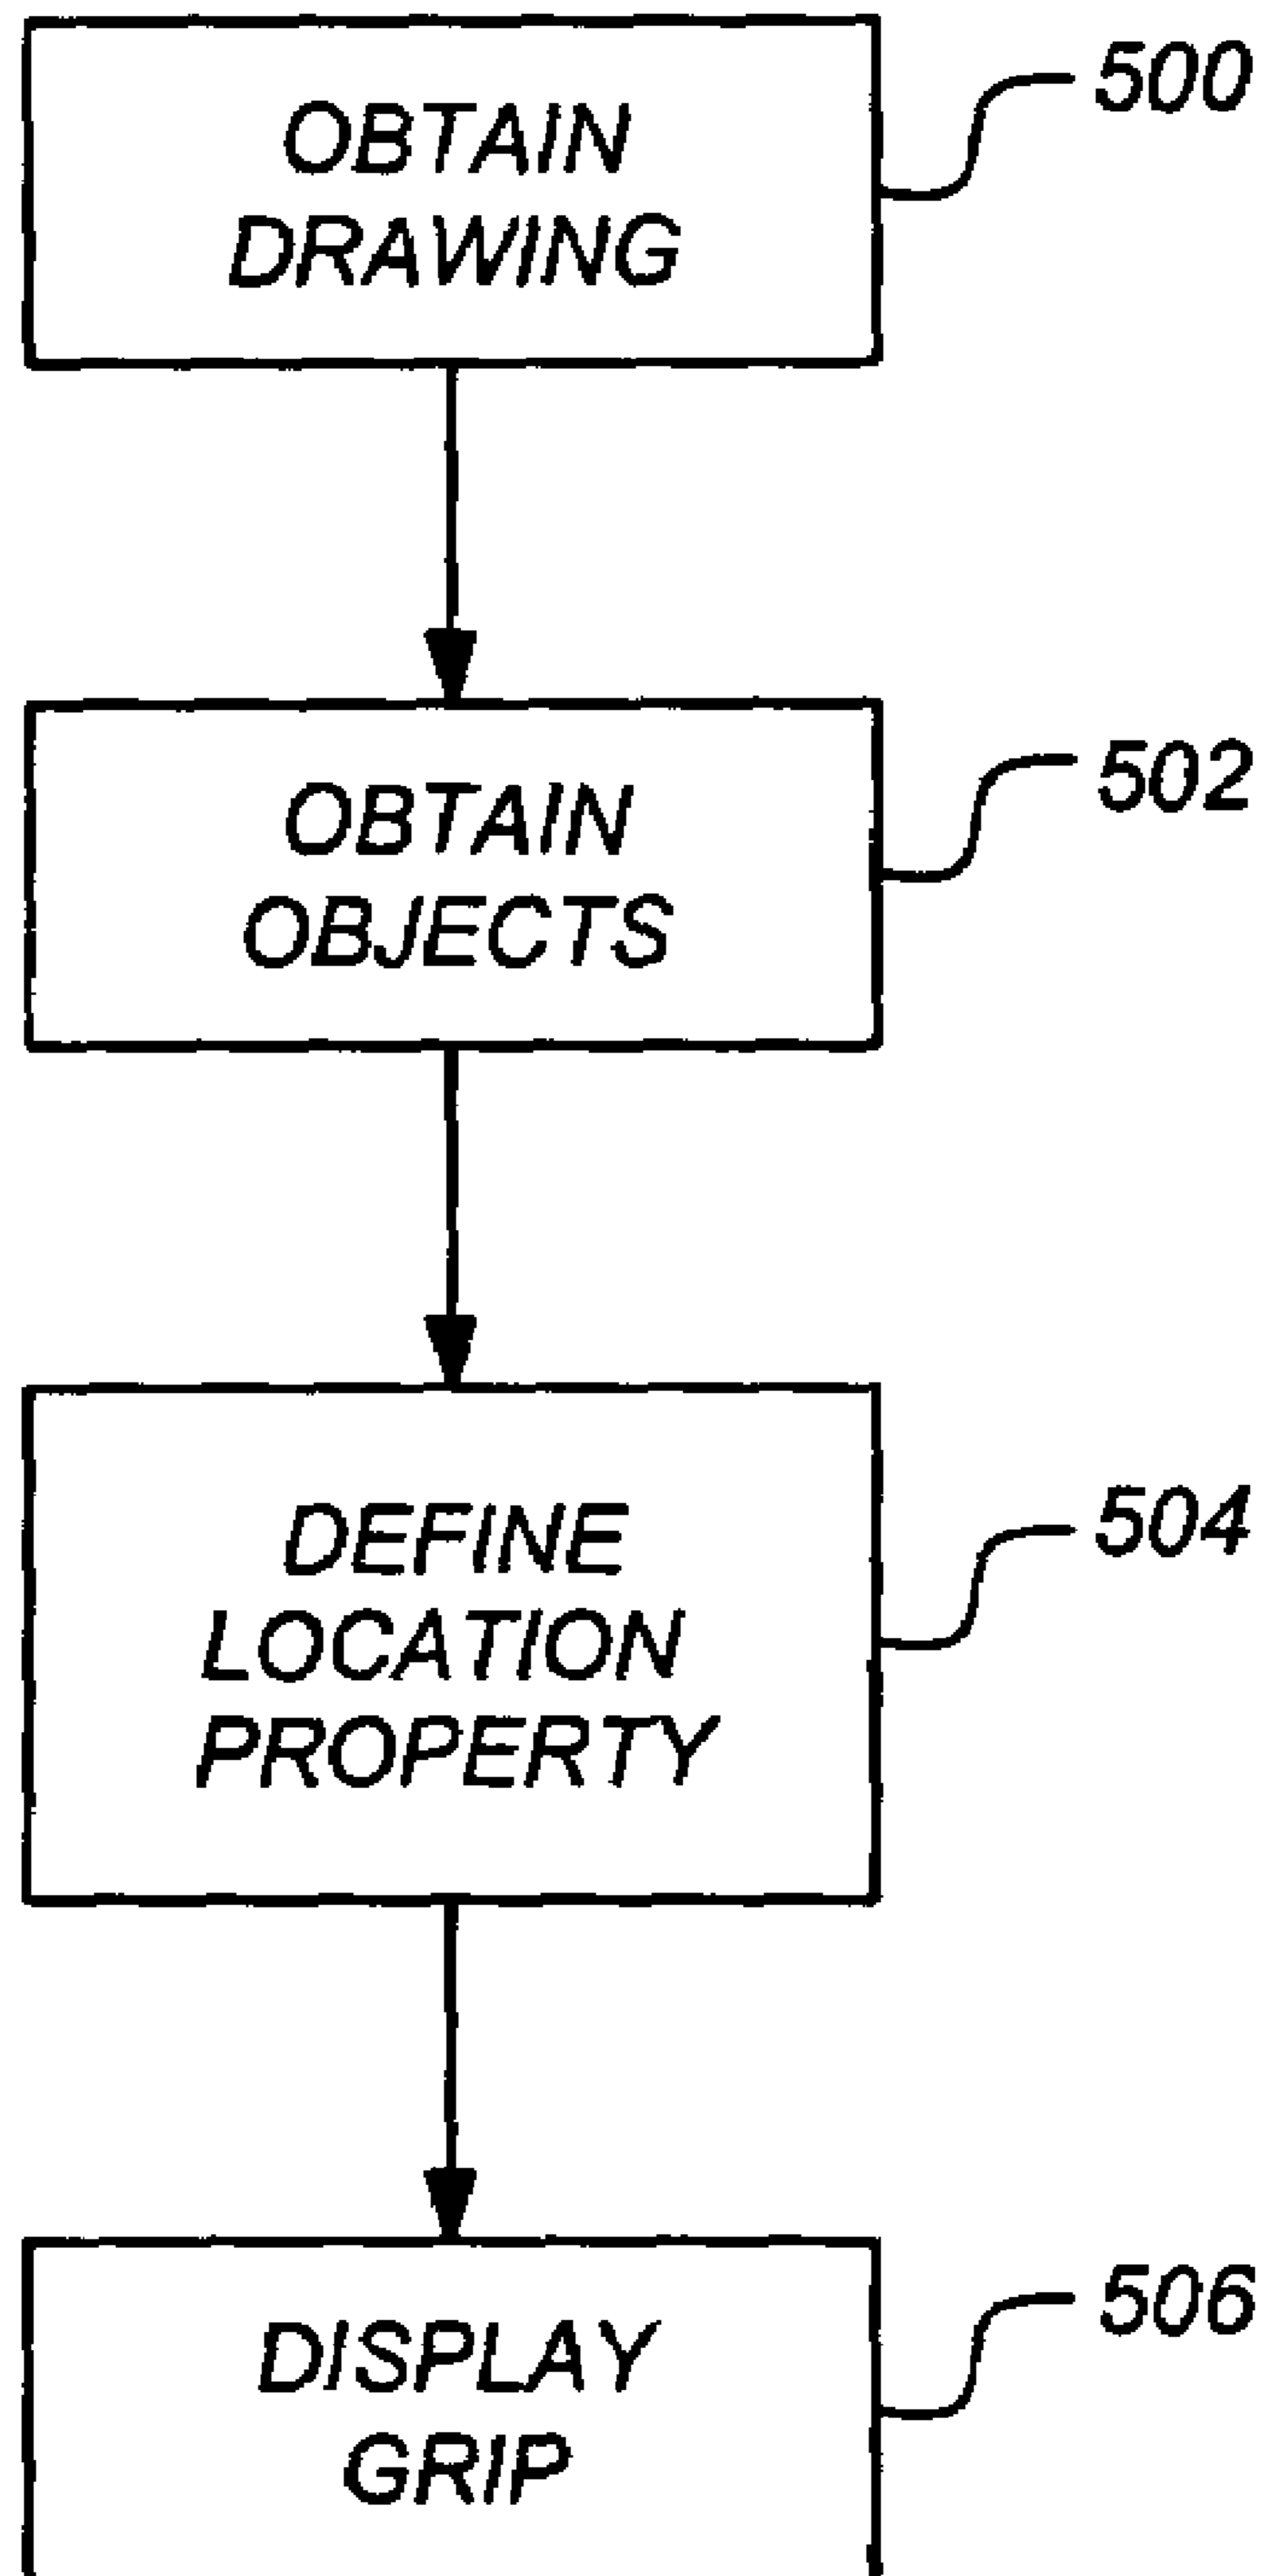 OBTAIN
DRAWING
500
OBTAIN
OBJECTS
502
DEFINE
LOCATION
PROPERTY
504
DISPLAY
GRIP
506